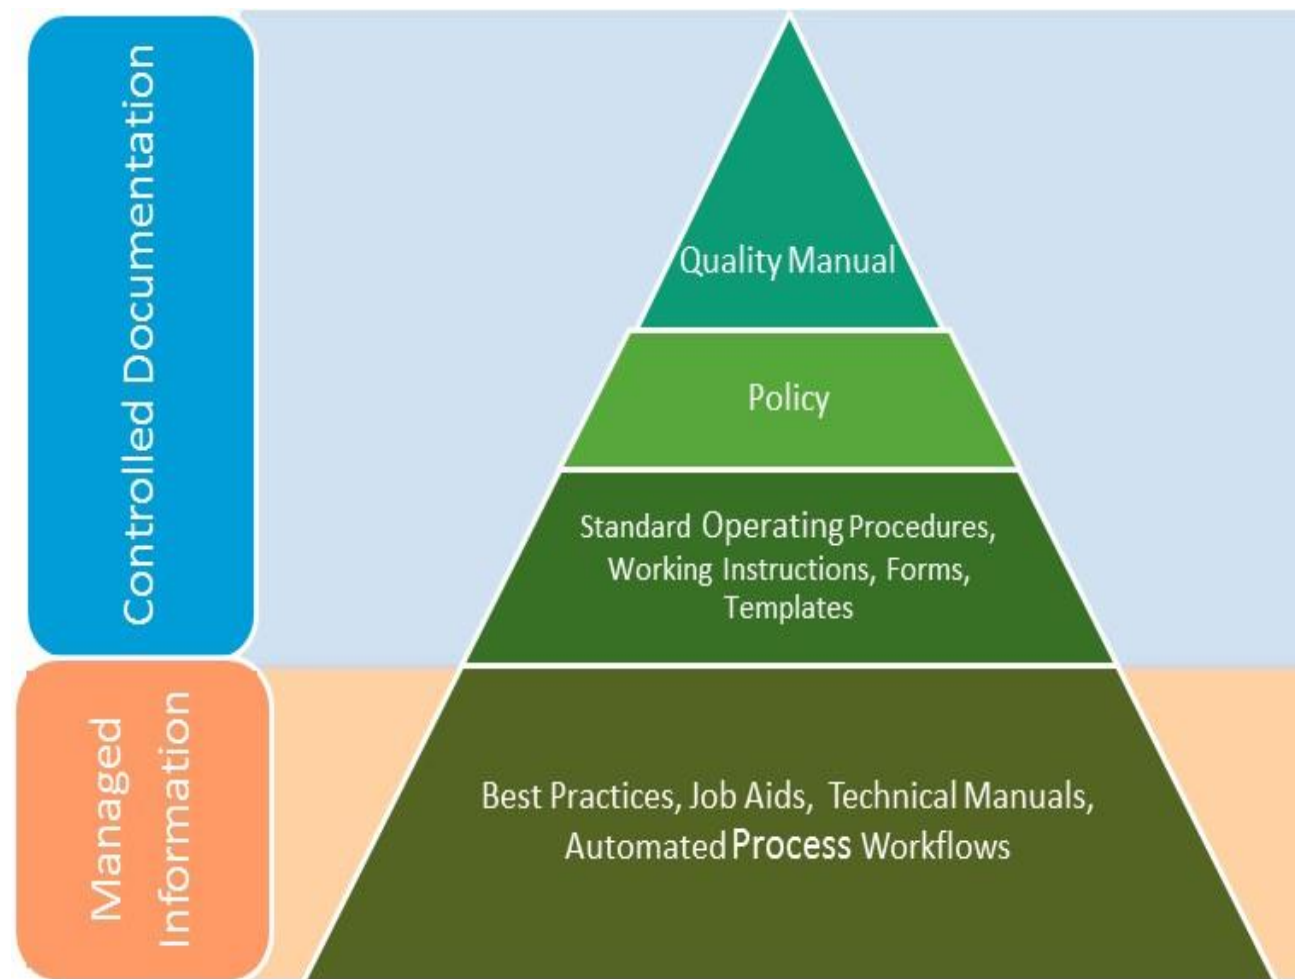 Controlled Documentation
Quality Manual
Policy
Standard Operating Procedures,
Working Instructions, Forms,
Templates
Managed
Information
Best Practices, Job Aids, Technical Manuals,
Automated Process Workflows